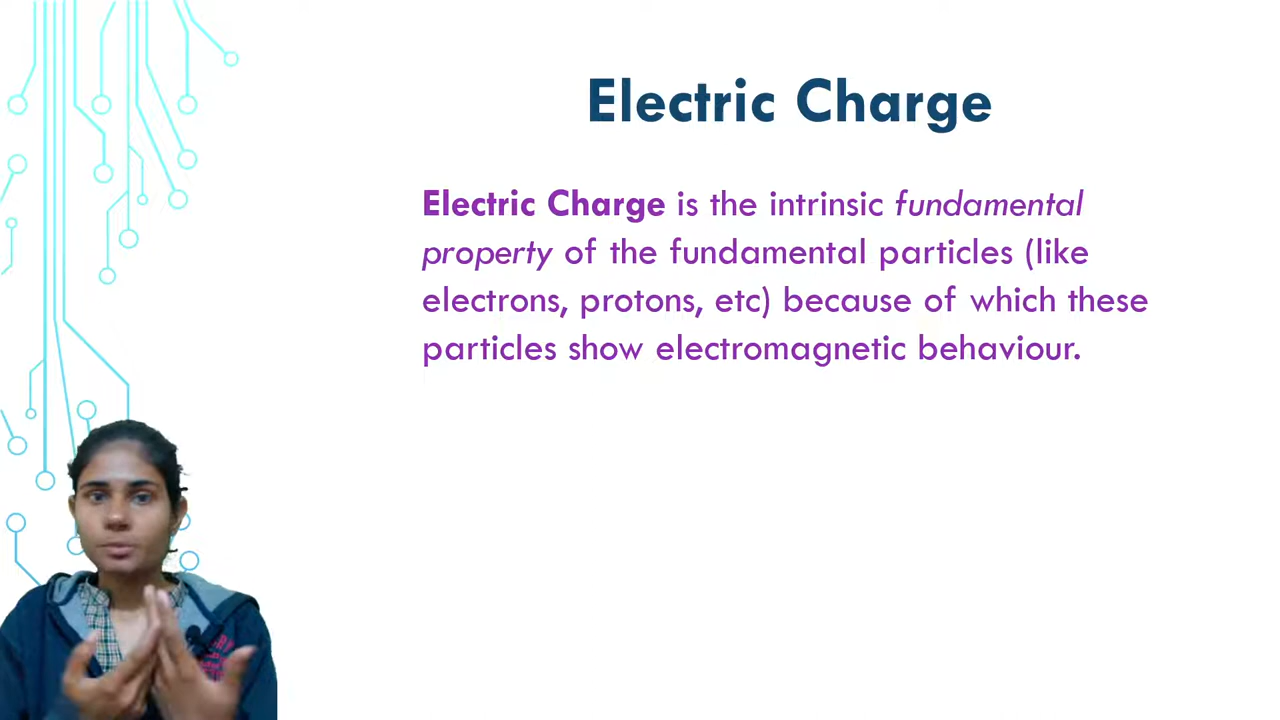 Electric Charge
Electric Charge is the intrinsic fundamental
property of the fundamental particles (like
electrons, protons, etc) because of which these
particles show electromagnetic behaviour.